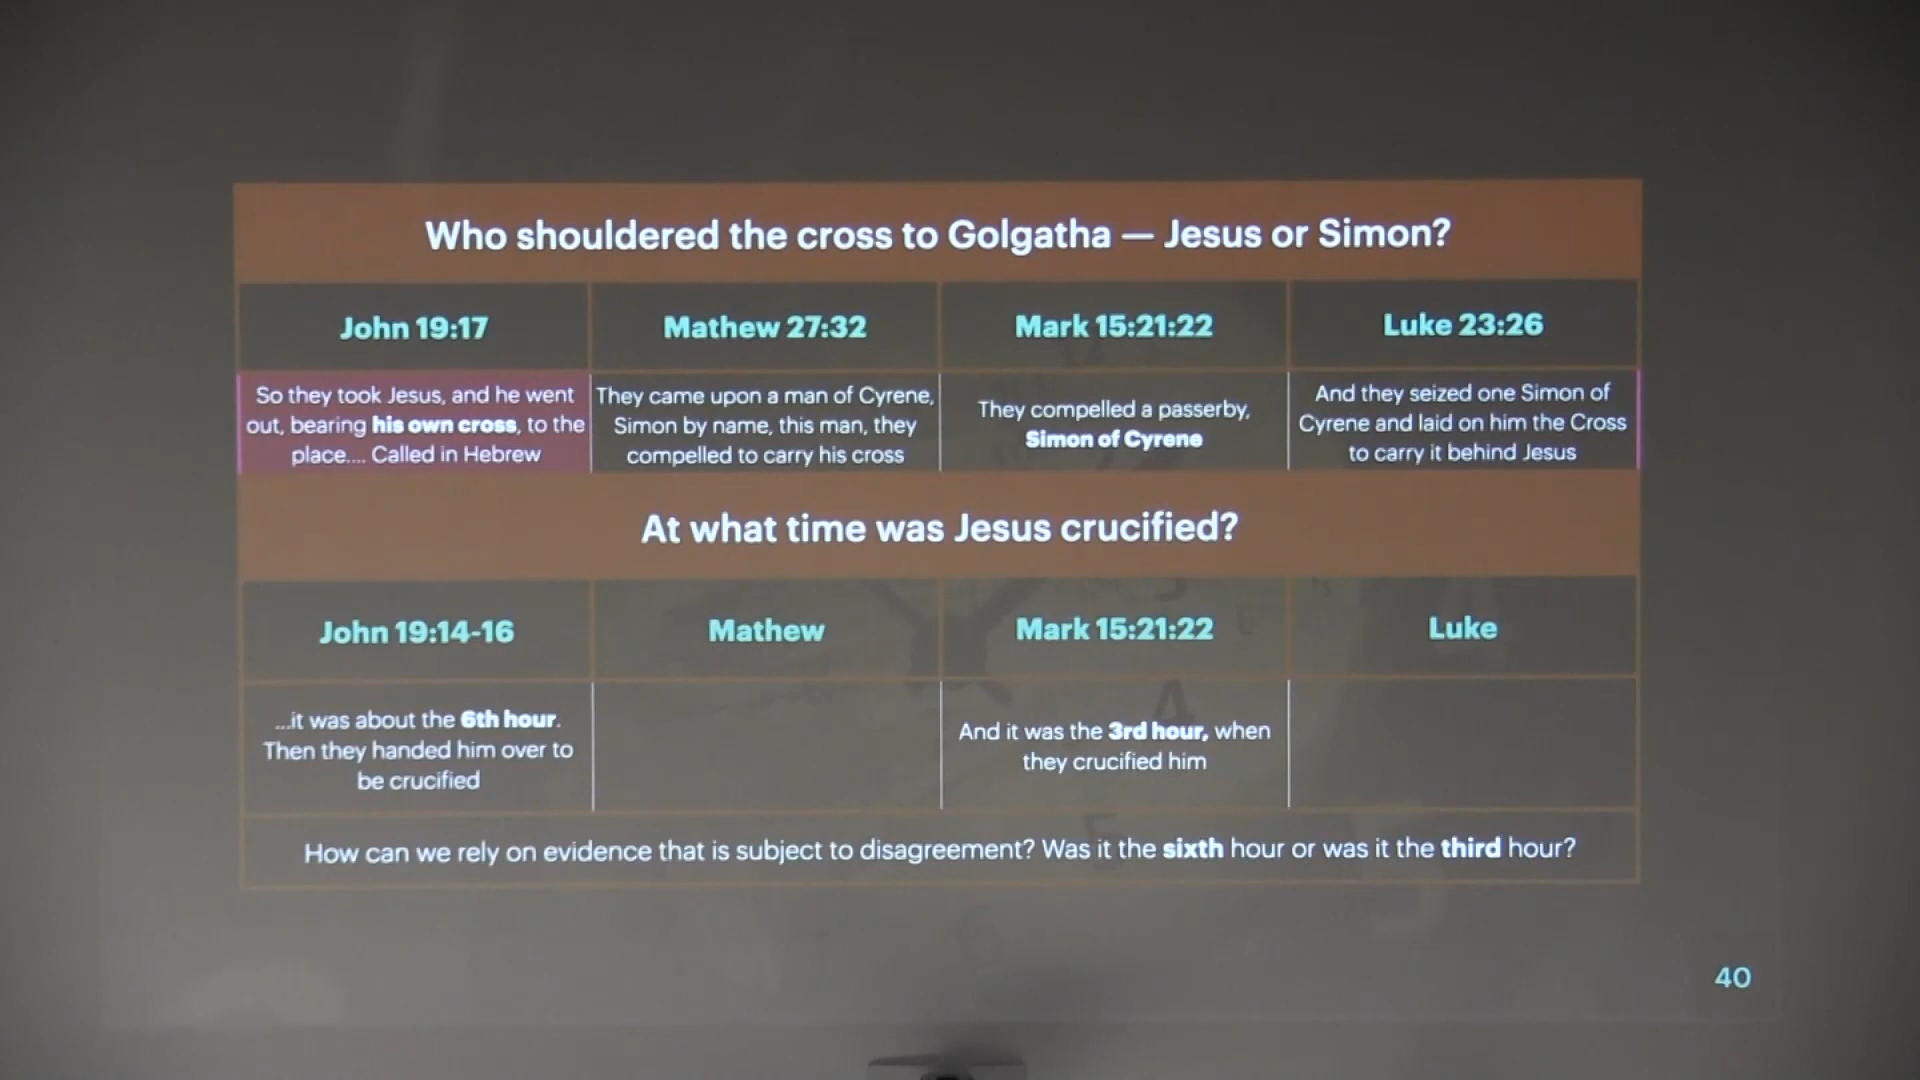 Who shouldered the cross to Golgatha — Jesus or Simon?
John 19:17
Mathew 27:32
Mark 15:21:22
Luke 23:26
So they took Jesus, and he went
out, bearing his own cross, to the
place.... Called in Hebrew
They came upon a man of Cyrene,
Simon by name, this man, they
compelled to carry his cross
They compelled a passerby,
Simon of Cyrene
And they seized one Simon of
Cyrene and laid on him the Cross
to carry it behind Jesus
At what time was Jesus crucified?
John 19:14-16
Mathew
Mark 15:21:22
Luke
...it was about the 6th hour.
Then they handed him over to
be crucified
And it was the 3rd hour, when
they crucified him
How can we rely on evidence that is subject to disagreement? Was it the sixth hour or was it the third hour?
40